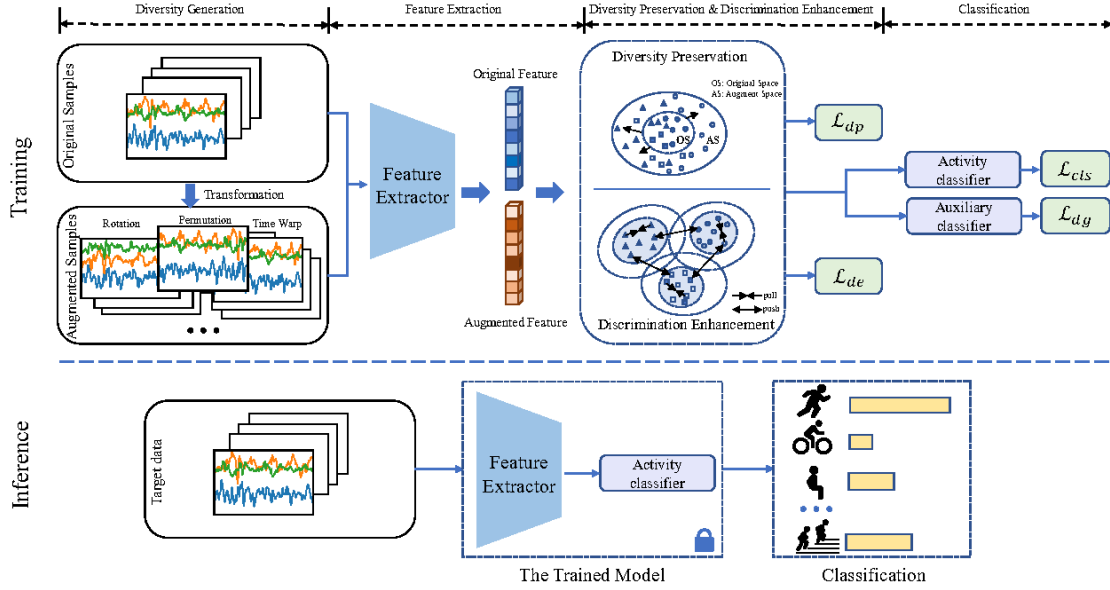 Diversity Generation
Feature Extraction
Diversity Preservation & Discrimination Enhancement
Classification
Training
Original Samples
Transformation
Augmented Samples
Rotation
Permutation
Time Warp
Feature
Extractor
Original Feature
Augmented Feature
Diversity Preservation
OS: Original Space
AS: Augment Space
OS
AS
pull
push
Discrimination Enhancement
ℒdp
Activity
classifier
ℒcls
Auxiliary
classifier
ℒdg
ℒde
Inference
Target data
Feature
Extractor
Activity
classifier
The Trained Model
Classification